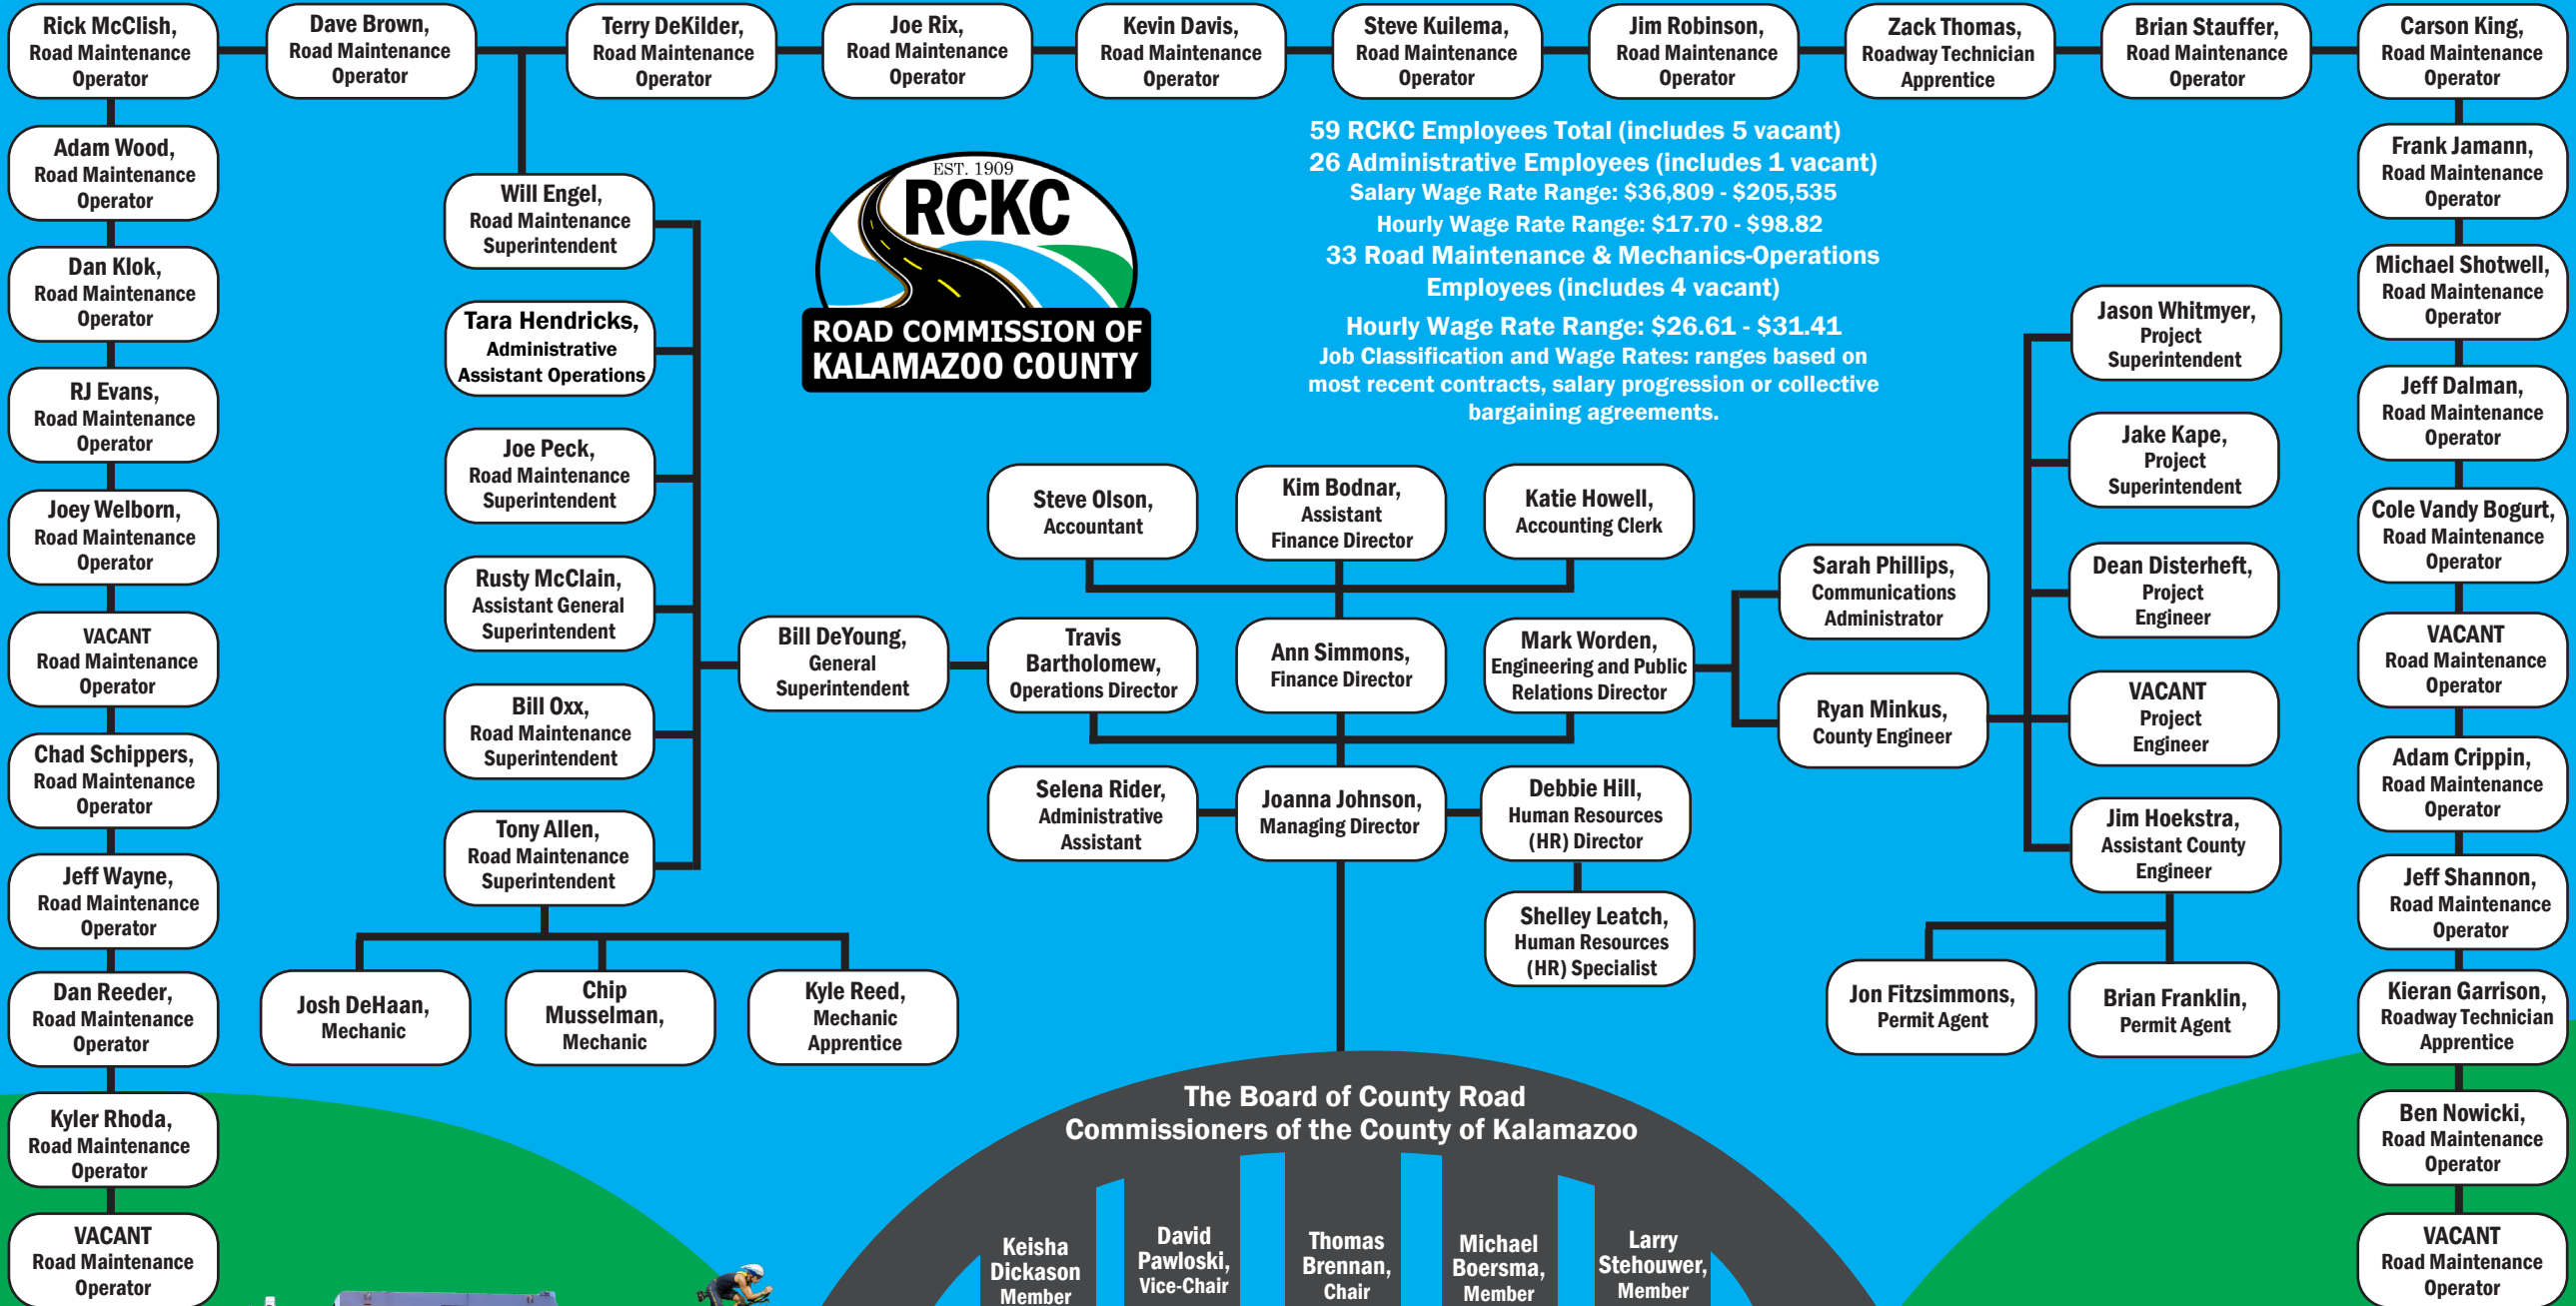 Rick McClish,
Road Maintenance
Operator
Dave Brown,
Road Maintenance
Operator
Terry DeKilder,
Road Maintenance
Operator
Joe Rix,
Road Maintenance
Operator
Kevin Davis,
Road Maintenance
Operator
Steve Kuilema,
Road Maintenance
Operator
Jim Robinson,
Road Maintenance
Operator
Zack Thomas,
Roadway Technician
Apprentice
Brian Stauffer,
Road Maintenance
Operator
Carson King,
Road Maintenance
Operator
Adam Wood,
Road Maintenance
Operator
Dan Klok,
Road Maintenance
Operator
RJ Evans,
Road Maintenance
Operator
Joey Welborn,
Road Maintenance
Operator
VACANT
Road Maintenance
Operator
Chad Schippers,
Road Maintenance
Operator
Jeff Wayne,
Road Maintenance
Operator
Dan Reeder,
Road Maintenance
Operator
Kyler Rhoda,
Road Maintenance
Operator
VACANT
Road Maintenance
Operator
Will Engel,
Road Maintenance
Superintendent
Tara Hendricks,
Administrative
Assistant Operations
Joe Peck,
Road Maintenance
Superintendent
Rusty McClain,
Assistant General
Superintendent
Bill Oxx,
Road Maintenance
Superintendent
Tony Allen,
Road Maintenance
Superintendent
Josh DeHaan,
Mechanic
Chip
Musselman,
Mechanic
Kyle Reed,
Mechanic
Apprentice
Bill DeYoung,
General
Superintendent
EST. 1909
RCKC
ROAD COMMISSION OF
KALAMAZOO COUNTY
59 RCKC Employees Total (includes 5 vacant)
26 Administrative Employees (includes 1 vacant)
Salary Wage Rate Range: $36,809 - $205,535
Hourly Wage Rate Range: $17.70 - $98.82
33 Road Maintenance & Mechanics-Operations
Employees (includes 4 vacant)
Hourly Wage Rate Range: $26.61 - $31.41
Job Classification and Wage Rates: ranges based on
most recent contracts, salary progression or collective
bargaining agreements.
Steve Olson,
Accountant
Kim Bodnar,
Assistant
Finance Director
Katie Howell,
Accounting Clerk
Travis
Bartholomew,
Operations Director
Ann Simmons,
Finance Director
Mark Worden,
Engineering and Public
Relations Director
Selena Rider,
Administrative
Assistant
Joanna Johnson,
Managing Director
Debbie Hill,
Human Resources
(HR) Director
Shelley Leatch,
Human Resources
(HR) Specialist
Sarah Phillips,
Communications
Administrator
Ryan Minkus,
County Engineer
Jason Whitmyer,
Project
Superintendent
Jake Kape,
Project
Superintendent
Dean Disterheft,
Project
Engineer
VACANT
Project
Engineer
Jim Hoekstra,
Assistant County
Engineer
Jon Fitzsimmons,
Permit Agent
Brian Franklin,
Permit Agent
Frank Jamann,
Road Maintenance
Operator
Michael Shotwell,
Road Maintenance
Operator
Jeff Dalman,
Road Maintenance
Operator
Cole Vandy Bogurt,
Road Maintenance
Operator
VACANT
Road Maintenance
Operator
Adam Crippin,
Road Maintenance
Operator
Jeff Shannon,
Road Maintenance
Operator
Kieran Garrison,
Roadway Technician
Apprentice
Ben Nowicki,
Road Maintenance
Operator
VACANT
Road Maintenance
Operator
The Board of County Road
Commissioners of the County of Kalamazoo
Keisha
Dickason
Member
David
Pawloski,
Vice-Chair
Thomas
Brennan,
Chair
Michael
Boersma,
Member
Larry
Stehouwer,
Member